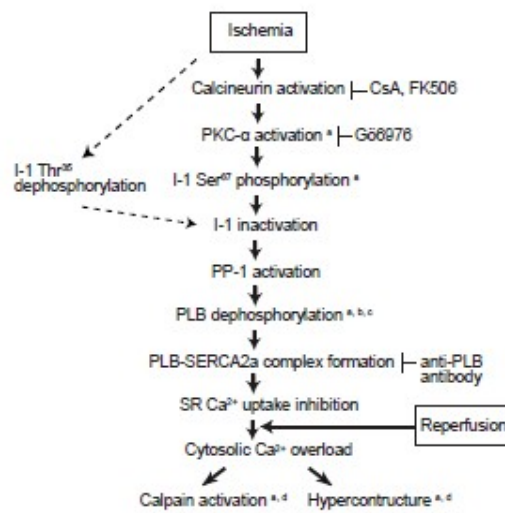 Ischemia
Calcineurin activation
CsA, FK506
PKC-α activation ª
Gö6976
I-1 Thr³⁵
dephosphorylation
I-1 Ser⁶⁷ phosphorylation ª
I-1 inactivation
PP-1 activation
PLB dephosphorylation ª, ᵇ, ᶜ
PLB-SERCA2a complex formation
anti-PLB
antibody
SR Ca²⁺ uptake inhibition
Reperfusion
Cytosolic Ca²⁺ overload
Calpain activation ª, ᵈ
Hypercontructure ª, ᵈ